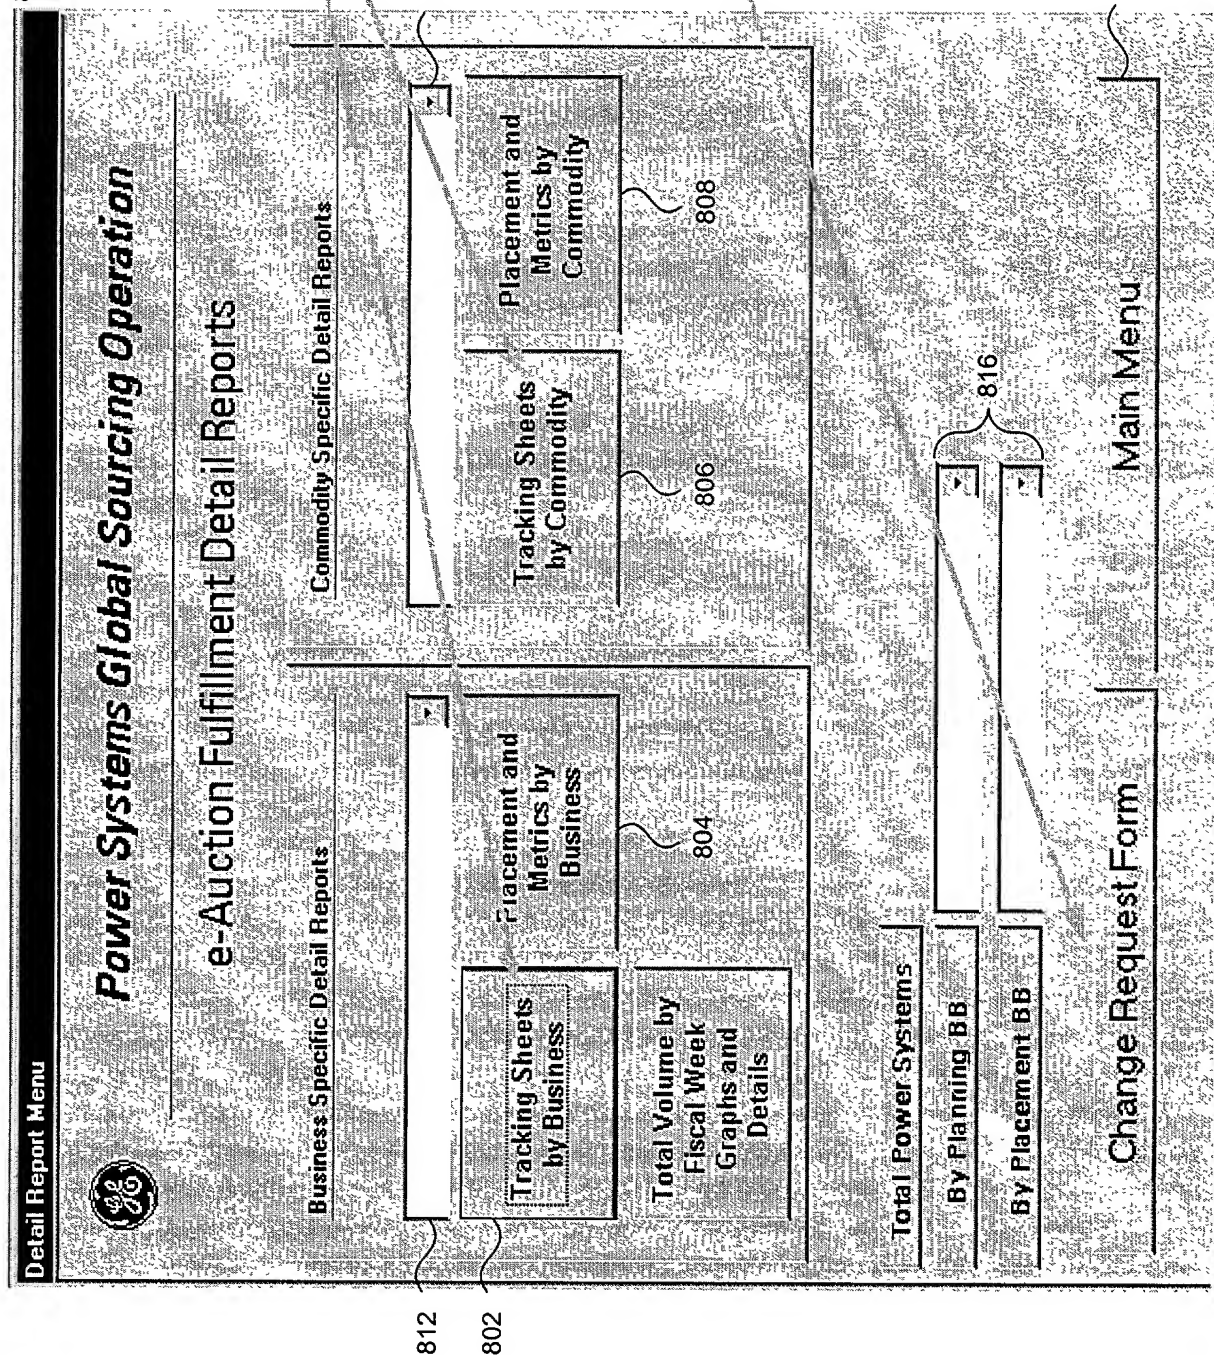 Detail Report Menu
Power Systems Global Sourcing Operation
e-Auction Fulfillment Detail Reports
Business Specific Detail Reports
812
802
Tracking Sheets
by Business
Placement and
Metrics by
Business
804
Total Volume by
Fiscal Week
Graphs and
Details
Commodity Specific Detail Reports
Tracking Sheets
by Commodity
806
Placement and
Metrics by
Commodity
808
Total Power Systems
By Planning BB
By Placement BB
816
Change Request Form
Main Menu